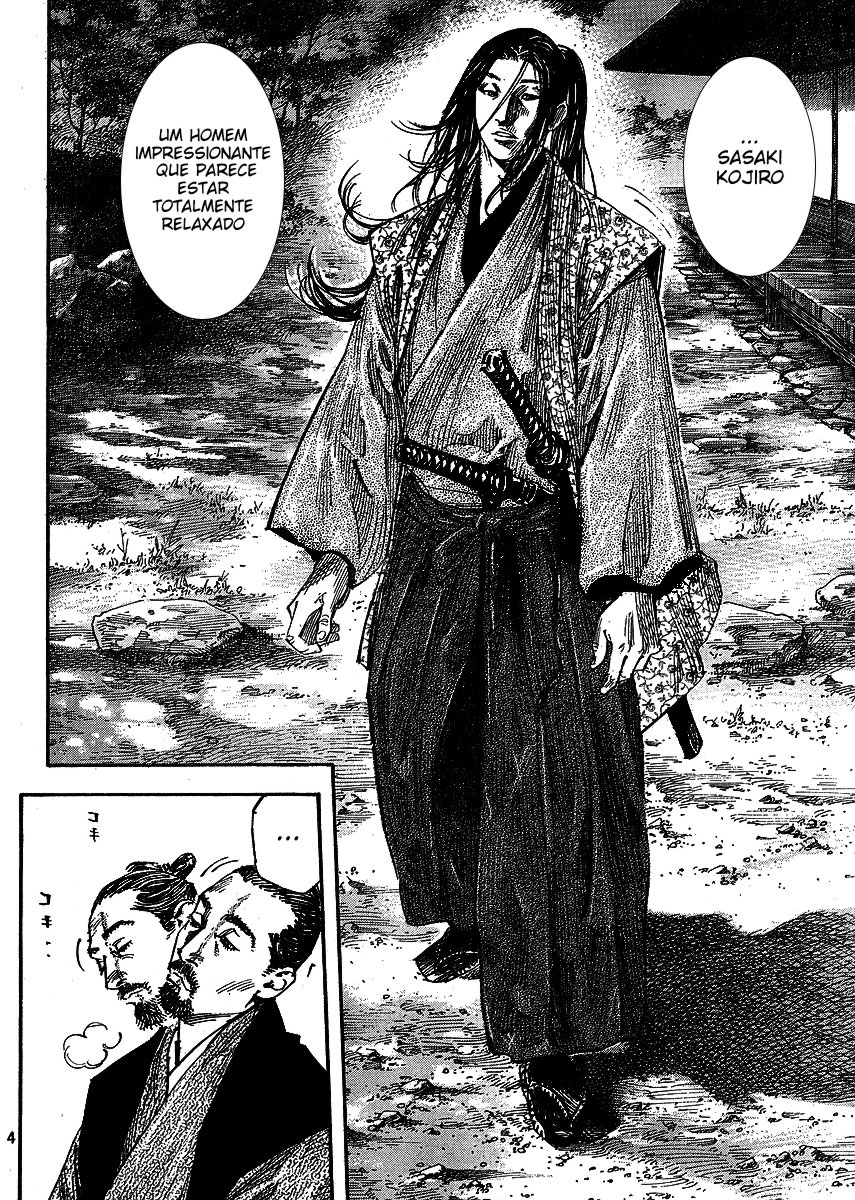 ...
SASAKI
KOJIRO
UM HOMEM
IMPRESSIONANTE
QUE PARECE
ESTAR
TOTALMENTE
RELAXADO
...
コキ
コキ..
4